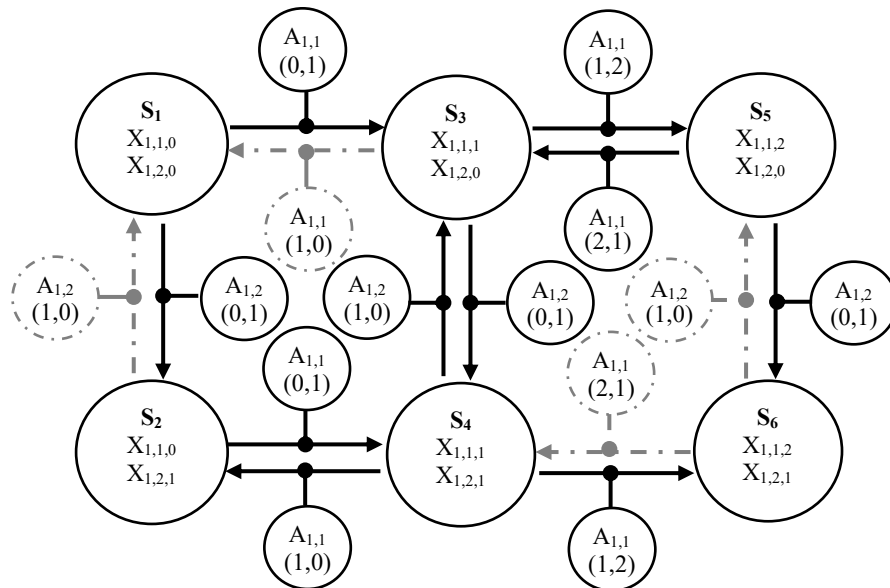 A1,1
(0,1)
A1,1
(1,2)
S1
X1,1,0
X1,2,0
S3
X1,1,1
X1,2,0
S5
X1,1,2
X1,2,0
A1,1
(1,0)
A1,1
(2,1)
A1,2
(1,0)
A1,2
(0,1)
A1,2
(1,0)
A1,2
(0,1)
A1,2
(1,0)
A1,2
(0,1)
A1,1
(0,1)
A1,1
(2,1)
S2
X1,1,0
X1,2,1
S4
X1,1,1
X1,2,1
S6
X1,1,2
X1,2,1
A1,1
(1,0)
A1,1
(1,2)